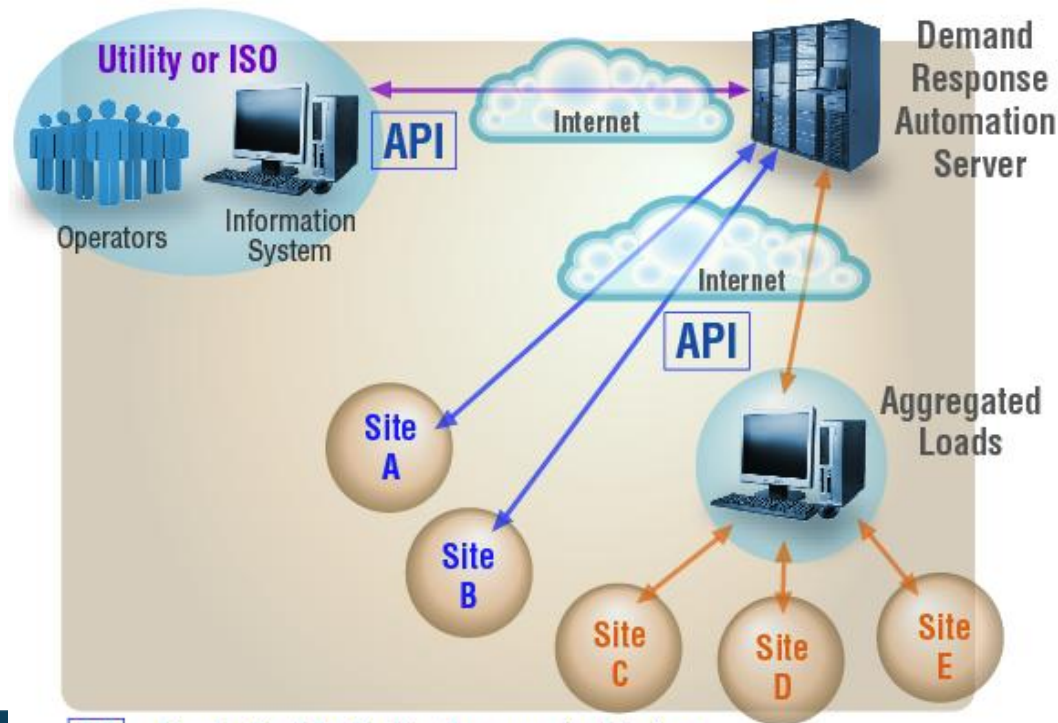 Utility or ISO
Operators
Information
System
API
Internet
Demand
Response
Automation
Server
Internet
API
Aggregated
Loads
Site
A
Site
B
Site
C
Site
D
Site
E